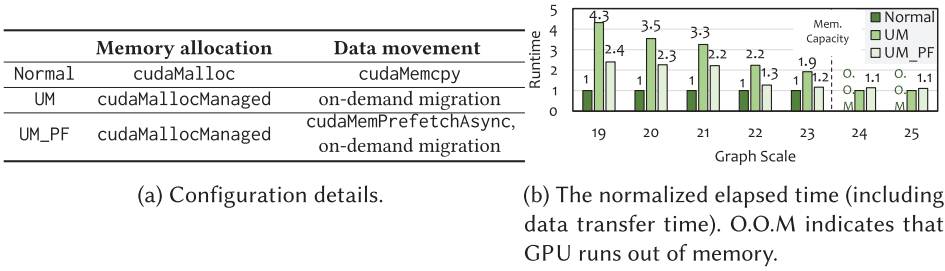 Memory allocation Data movement
Normal cudaMalloc cudaMemcpy
UM cudaMallocManaged on-demand migration
UM_PF cudaMallocManaged cudaMemPrefetchAsync,
on-demand migration
(a) Configuration details.
Runtime
5
4
3
2
1
0
4.3
3.5
3.3
2.4
2.3
2.2
2.2
1.3
1.9
1.2
1 1 1 1 1
Mem.
Capacity
Normal
UM
UM_PF
O.
O.
M
1
1.1
O.
O.
M
1
1.1
19 20 21 22 23 24 25
Graph Scale
(b) The normalized elapsed time (including
data transfer time). O.O.M indicates that
GPU runs out of memory.